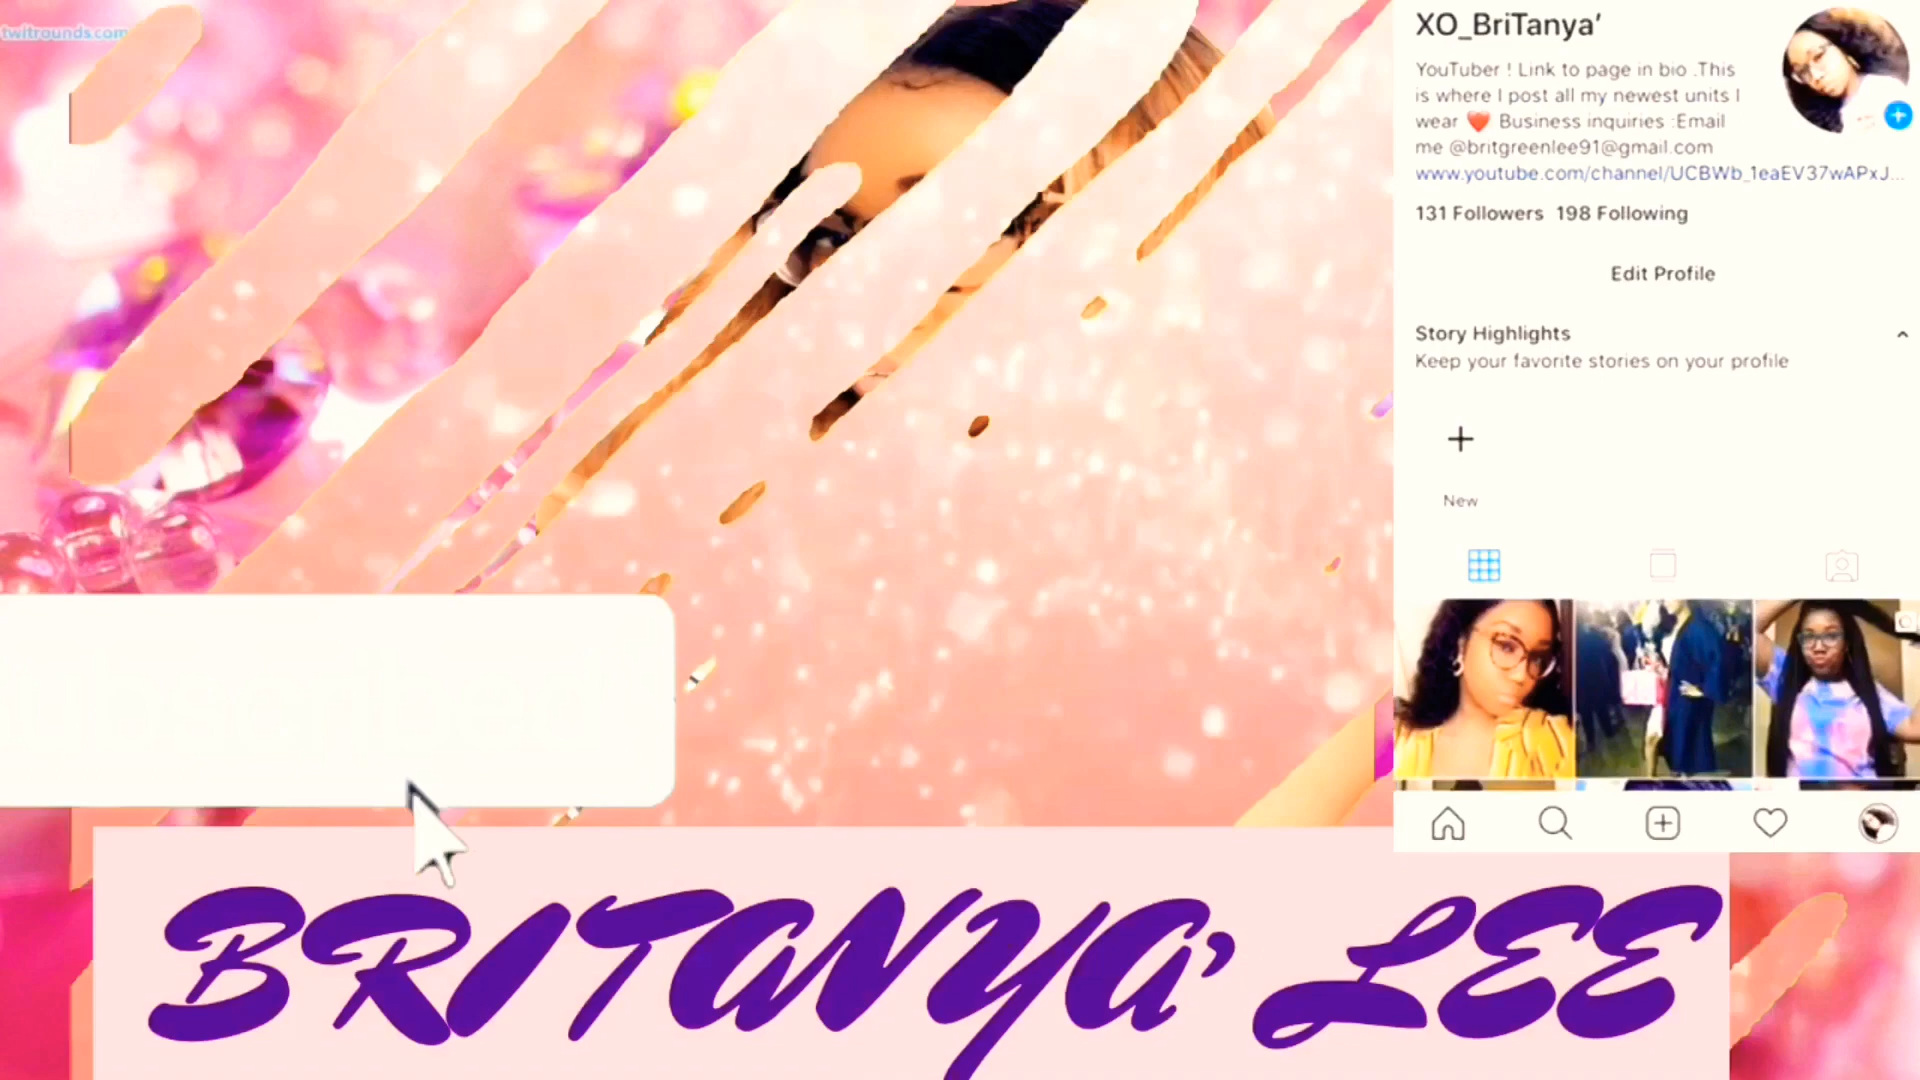 twitrounds.com
XO_BriTanya’
YouTuber ! Link to page in bio .This
is where I post all my newest units I
wear ❤️ Business inquiries :Email
me @britgreenlee91@gmail.com
www.youtube.com/channel/UCBWb_1eaEV37wAPxJ...
131 Followers 198 Following
Edit Profile
Story Highlights
Keep your favorite stories on your profile
New
BRITANYA’ LEE